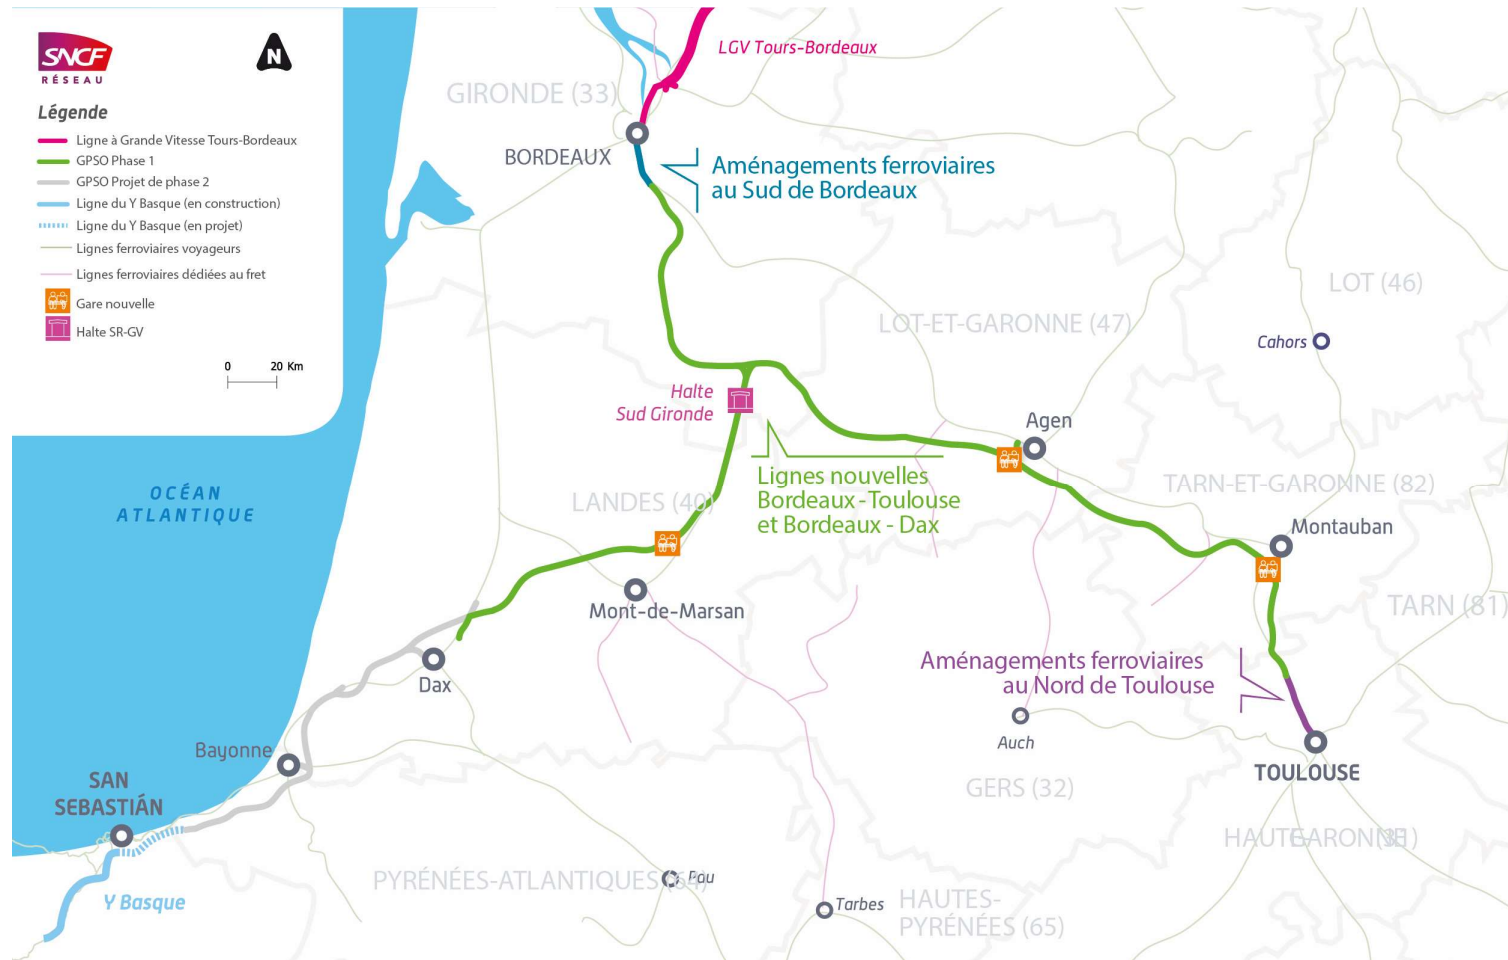 SNCF
RÉSEAU
N
Légende
Ligne à Grande Vitesse Tours-Bordeaux
GPSO Phase 1
GPSO Projet de phase 2
Ligne du Y Basque (en construction)
Ligne du Y Basque (en projet)
Lignes ferroviaires voyageurs
Lignes ferroviaires dédiées au fret
Gare nouvelle
Halte SR-GV
0 20 Km
LGV Tours-Bordeaux
GIRONDE (33)
BORDEAUX
Aménagements ferroviaires
au Sud de Bordeaux
LOT (46)
LOT-ET-GARONNE (47)
Cahors
Halte
Sud Gironde
Agen
Lignes nouvelles
Bordeaux - Toulouse
et Bordeaux - Dax
OCÉAN
ATLANTIQUE
LANDES (40)
TARN-ET-GARONNE (82)
Montauban
Mont-de-Marsan
TARN (81)
Aménagements ferroviaires
au Nord de Toulouse
Dax
Auch
Bayonne
TOULOUSE
SAN
SEBASTIÁN
GERS (32)
HAUTE-GARONNE (31)
PYRÉNÉES-ATLANTIQUES (64)
Pau
Y Basque
Tarbes
HAUTES-
PYRÉNÉES (65)